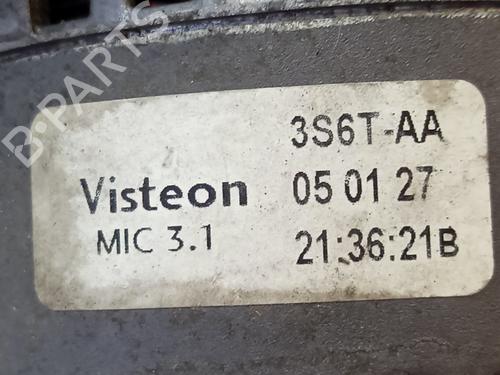 B-PARTS
3S6T-AA
Visteon 05 01 27
MIC 3.1 21:36:21B